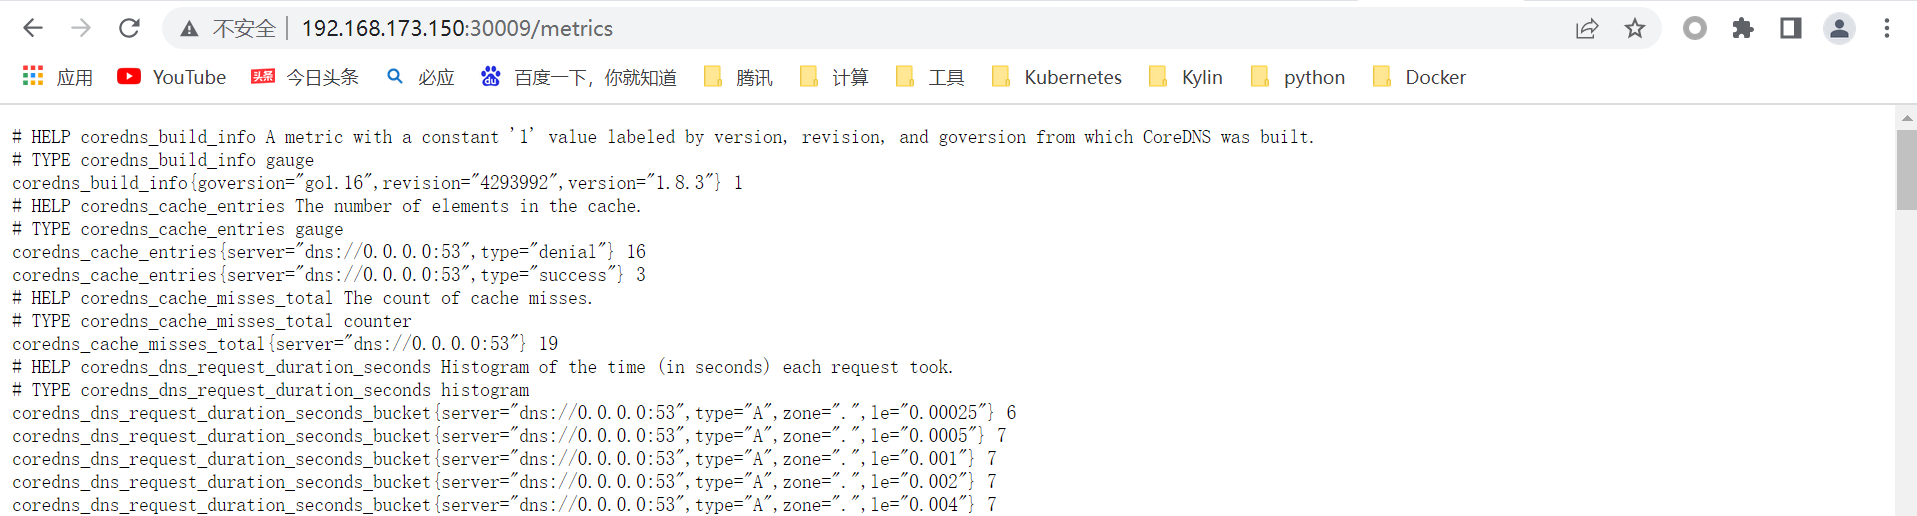 不安全 192.168.173.150:30009/metrics
应用 YouTube 头条 今日头条 必应 du 百度一下，你就知道 腾讯 计算 工具 Kubernetes Kylin python Docker
# HELP coredns_build_info A metric with a constant '1' value labeled by version, revision, and goversion from which CoreDNS was built.
# TYPE coredns_build_info gauge
coredns_build_info{goversion="go1.16",revision="4293992",version="1.8.3"} 1
# HELP coredns_cache_entries The number of elements in the cache.
# TYPE coredns_cache_entries gauge
coredns_cache_entries{server="dns://0.0.0.0:53",type="denial"} 16
coredns_cache_entries{server="dns://0.0.0.0:53",type="success"} 3
# HELP coredns_cache_misses_total The count of cache misses.
# TYPE coredns_cache_misses_total counter
coredns_cache_misses_total{server="dns://0.0.0.0:53"} 19
# HELP coredns_dns_request_duration_seconds Histogram of the time (in seconds) each request took.
# TYPE coredns_dns_request_duration_seconds histogram
coredns_dns_request_duration_seconds_bucket{server="dns://0.0.0.0:53",type="A",zone=".",le="0.00025"} 6
coredns_dns_request_duration_seconds_bucket{server="dns://0.0.0.0:53",type="A",zone=".",le="0.0005"} 7
coredns_dns_request_duration_seconds_bucket{server="dns://0.0.0.0:53",type="A",zone=".",le="0.001"} 7
coredns_dns_request_duration_seconds_bucket{server="dns://0.0.0.0:53",type="A",zone=".",le="0.002"} 7
coredns_dns_request_duration_seconds_bucket{server="dns://0.0.0.0:53",type="A",zone=".",le="0.004"} 7